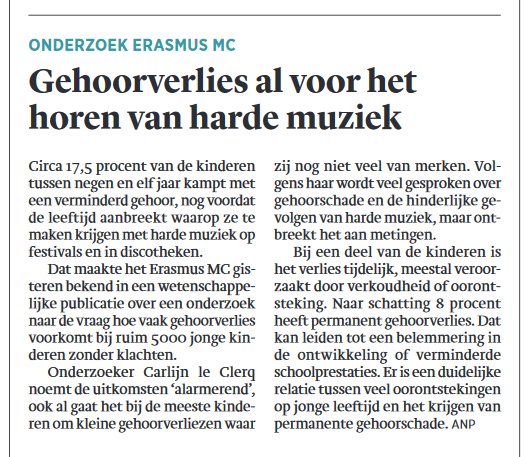 ONDERZOEK ERASMUS MC
Gehoorverlies al voor het
horen van harde muziek
Circa 17,5 procent van de kinderen
tussen negen en elf jaar kampt met
een verminderd gehoor, nog voordat
de leeftijd aanbreekt waarop ze te
maken krijgen met harde muziek op
festivals en in discotheken.
Dat maakte het Erasmus MC gis-
teren bekend in een wetenschappe-
lijke publicatie over een onderzoek
naar de vraag hoe vaak gehoorverlies
voorkomt bij ruim 5000 jonge kin-
deren zonder klachten.
Onderzoeker Carlijn le Clerq
noemt de uitkomsten ‘alarmerend’,
ook al gaat het bij de meeste kinde-
ren om kleine gehoorverliezen waar
zij nog niet veel van merken. Vol-
gens haar wordt veel gesproken over
gehoorschade en de hinderlijke ge-
volgen van harde muziek, maar ont-
breekt het aan metingen.
Bij een deel van de kinderen is
het verlies tijdelijk, meestal veroor-
zaakt door verkoudheid of ooront-
steking. Naar schatting 8 procent
heeft permanent gehoorverlies. Dat
kan leiden tot een belemmering in
de ontwikkeling of verminderde
schoolprestaties. Er is een duidelijke
relatie tussen veel oorontstekingen
op jonge leeftijd en het krijgen van
permanente gehoorschade. ANP